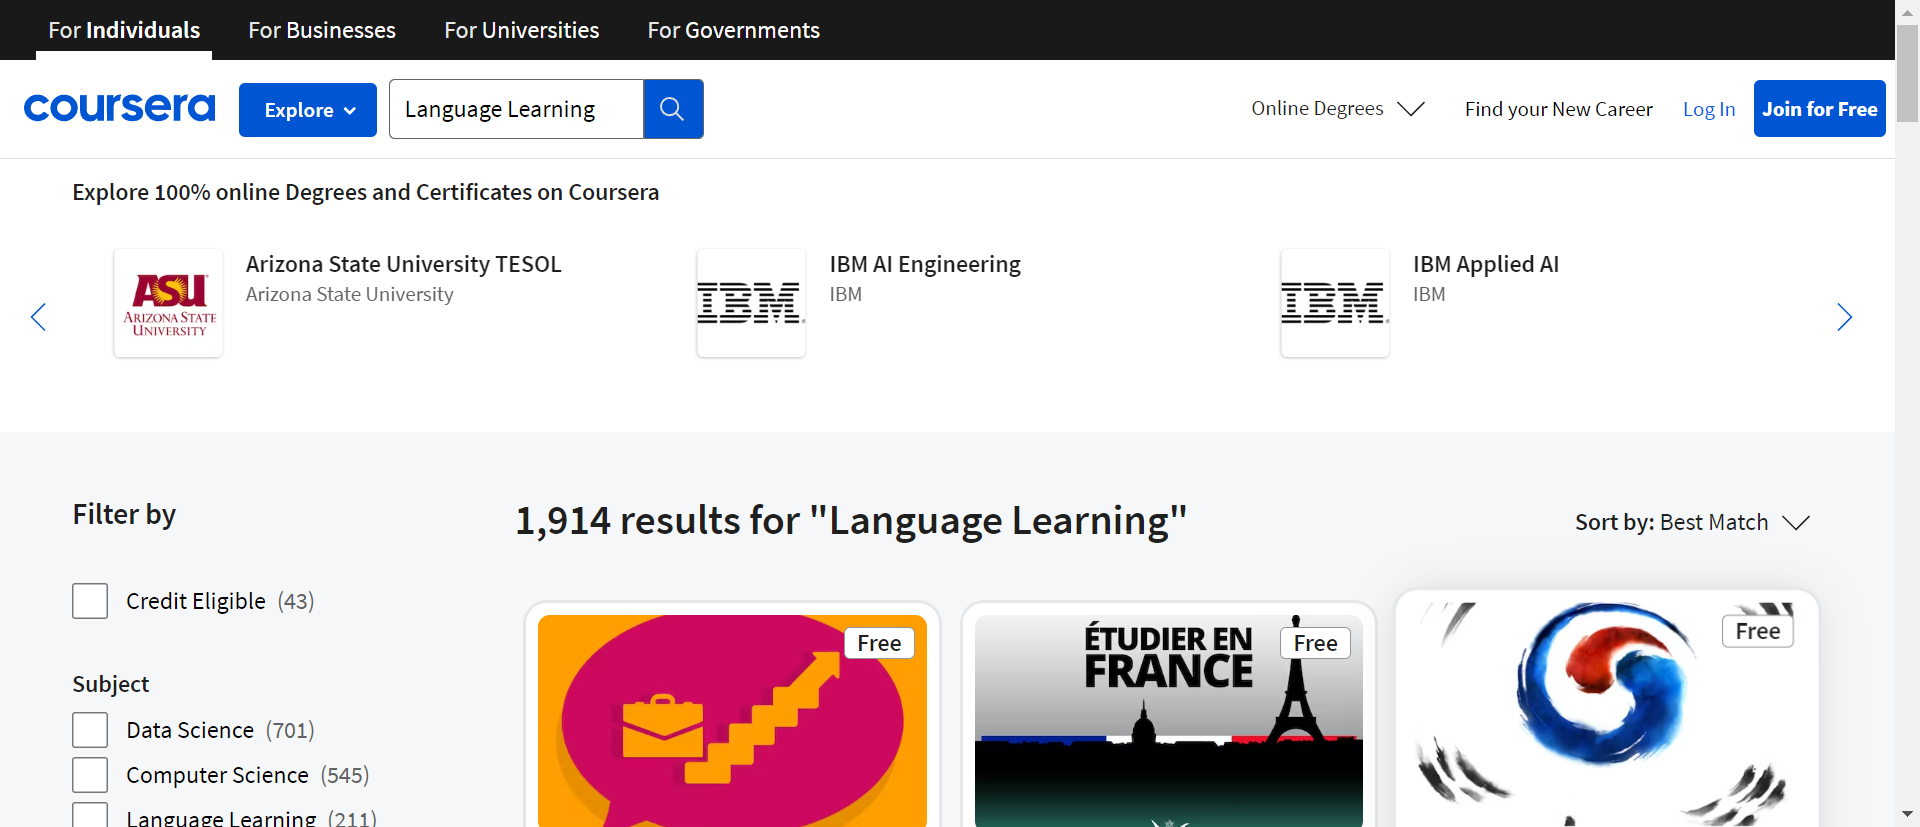 For Individuals
For Businesses
For Universities
For Governments
coursera
Explore
Language Learning
Online Degrees
Find your New Career
Log In
Join for Free
Explore 100% online Degrees and Certificates on Coursera
ASU
ARIZONA STATE
UNIVERSITY
Arizona State University TESOL
Arizona State University
IBM
IBM AI Engineering
IBM
IBM
IBM Applied AI
IBM
Filter by
1,914 results for "Language Learning"
Sort by: Best Match
Credit Eligible (43)
Subject
Data Science (701)
Computer Science (545)
Language Learning (211)
Free
ÉTUDIER EN
FRANCE
Free
Free